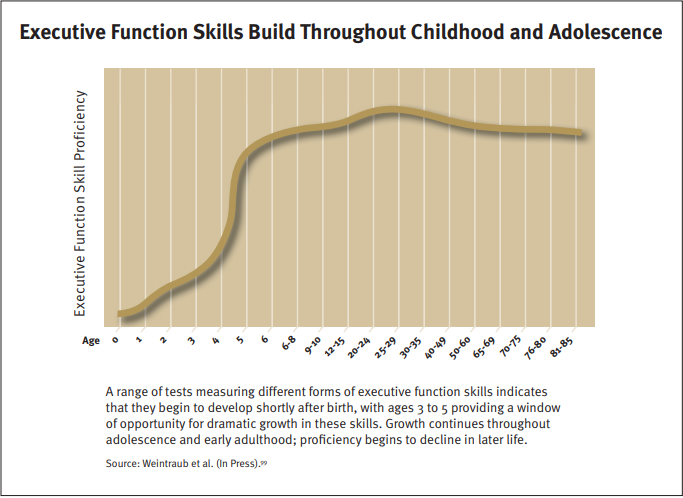 Executive Function Skills Build Throughout Childhood and Adolescence
Executive Function Skill Proficiency
Age 0 1 2 3 4 5 6 6-8 9-10 12-15 20-24 25-29 30-35 40-49 50-60 65-69 70-75 76-80 81-85
A range of tests measuring different forms of executive function skills indicates
that they begin to develop shortly after birth, with ages 3 to 5 providing a window
of opportunity for dramatic growth in these skills. Growth continues throughout
adolescence and early adulthood; proficiency begins to decline in later life.
Source: Weintraub et al. (In Press).⁹⁹